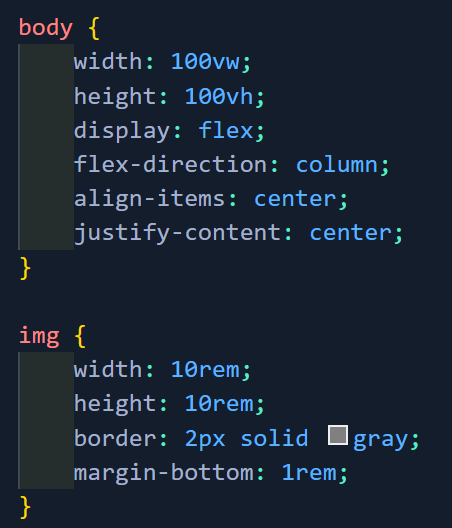 body {
    width: 100vw;
    height: 100vh;
    display: flex;
    flex-direction: column;
    align-items: center;
    justify-content: center;
}

img {
    width: 10rem;
    height: 10rem;
    border: 2px solid gray;
    margin-bottom: 1rem;
}